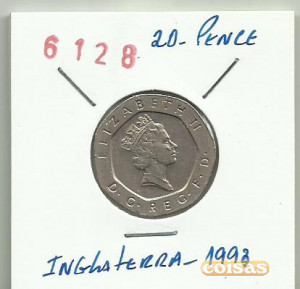 6128 20- PENCE
ELIZABETH II
D.G.REG.F.D.
INGLATERRA - 1993
coisas